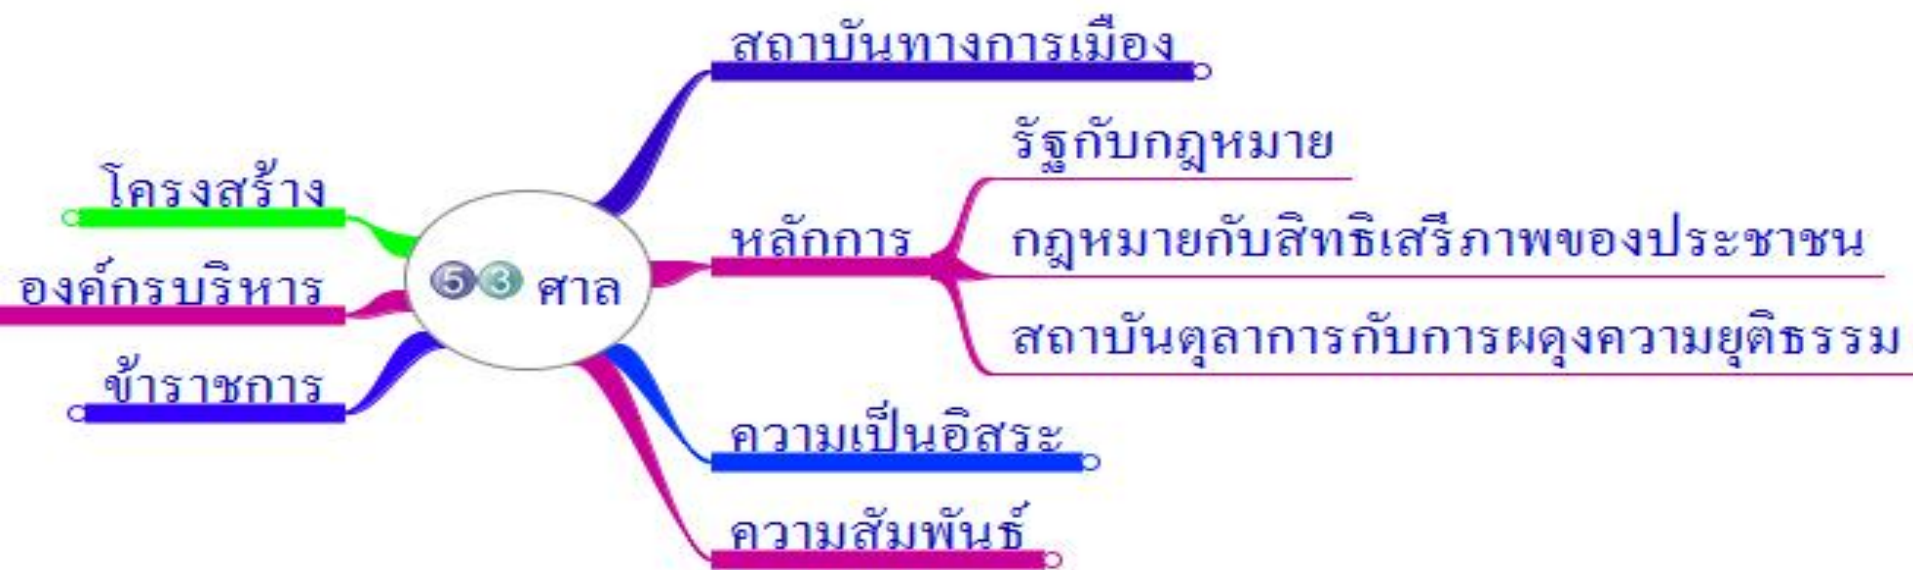 สถาบันทางการเมือง
รัฐกับกฎหมาย
โครงสร้าง
หลักการ
กฎหมายกับสิทธิเสรีภาพของประชาชน
องค์กรบริหาร
53 ศาล
สถาบันตุลาการกับการผดุงความยุติธรรม
ข้าราชการ
ความเป็นอิสระ
ความสัมพันธ์